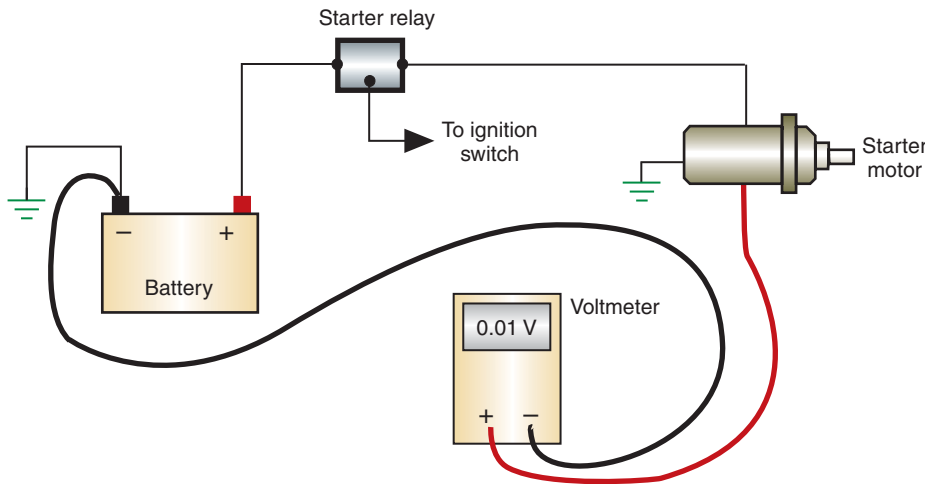 Starter relay
To ignition
switch
Starter
motor
− +
Battery
Voltmeter
0.01 V
+ −